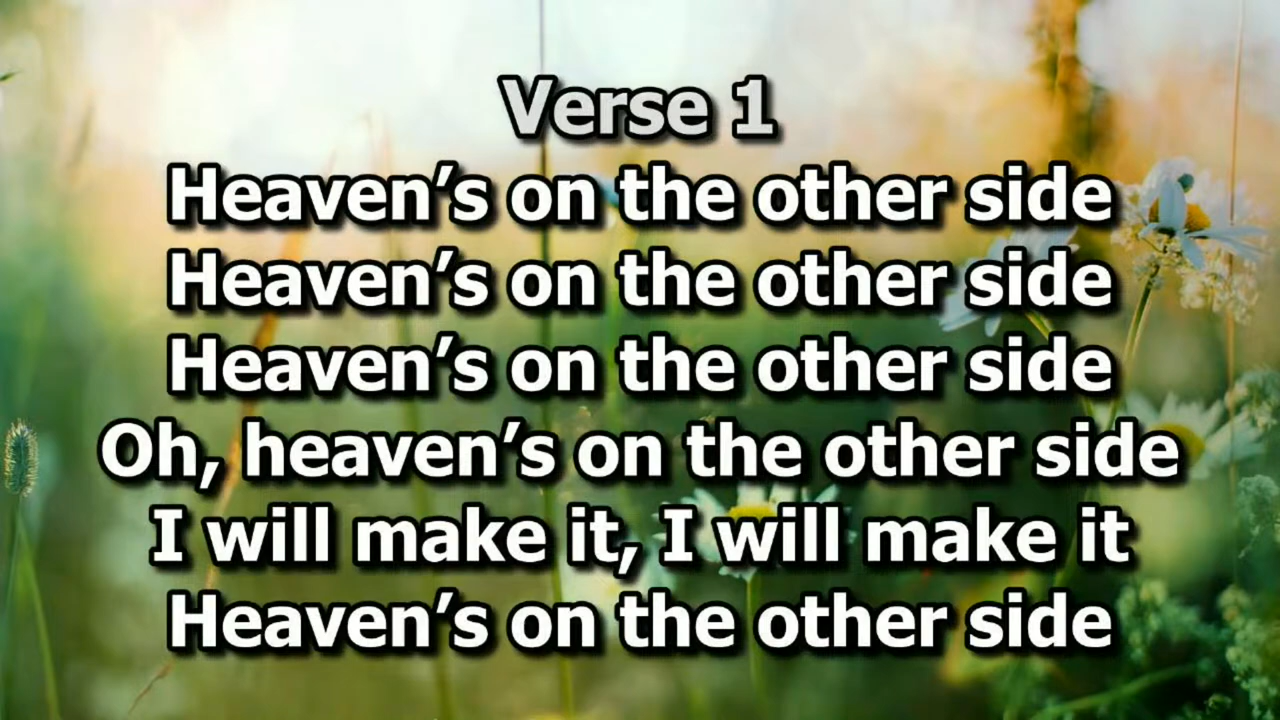 Verse 1
Heaven’s on the other side
Heaven’s on the other side
Heaven’s on the other side
Oh, heaven’s on the other side
I will make it, I will make it
Heaven’s on the other side